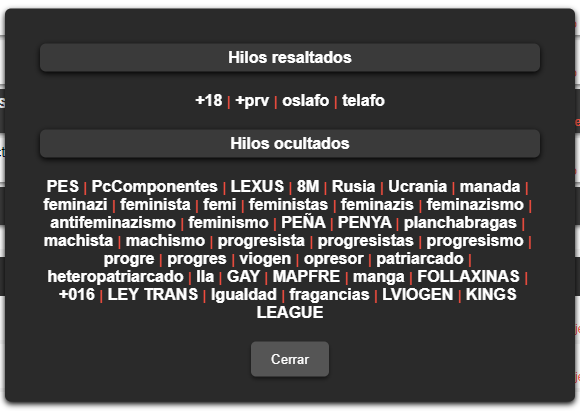 Hilos resaltados
+18 | +prv | oslafo | telafo
Hilos ocultados
PES | PcComponentes | LEXUS | 8M | Rusia | Ucrania | manada |
feminazi | feminista | femi | feministas | feminazis | feminazismo |
antifeminazismo | feminismo | PEÑA | PENYA | planchabragas |
machista | machismo | progresista | progresistas | progresismo |
progre | progres | viogen | opresor | patriarcado |
heteropatriarcado | lla | GAY | MAPFRE | manga | FOLLAXINAS |
+016 | LEY TRANS | Igualdad | fragancias | LVIOGEN | KINGS
LEAGUE
Cerrar